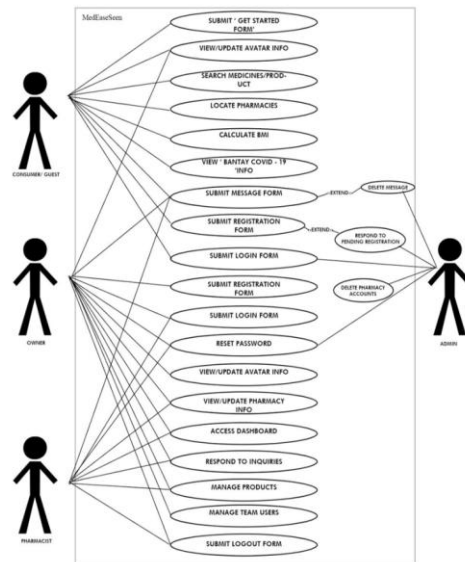 MedEaseSons
SUBMIT ' GET STARTED
FORM'
VIEW/UPDATE AVATAR INFO
SEARCH MEDICINES/PROD-
UCT
LOCATE PHARMACIES
CONSUMER/ GUEST
CALCULATE BMI
VIEW ' BANTAY COVID - 19
'INFO
SUBMIT MESSAGE FORM
EXTEND
DELETE MESSAGE
SUBMIT REGISTRATION
FORM
EXTEND
RESPOND TO
PENDING REGISTRATION
SUBMIT LOGIN FORM
SUBMIT REGISTRATION
FORM
DELETE PHARMACY
ACCOUNTS
SUBMIT LOGIN FORM
OWNER
ADMIN
RESET PASSWORD
VIEW/UPDATE AVATAR INFO
VIEW/UPDATE PHARMACY
INFO
ACCESS DASHBOARD
RESPOND TO INQUIRIES
MANAGE PRODUCTS
MANAGE TEAM USERS
PHARMACIST
SUBMIT LOGOUT FORM